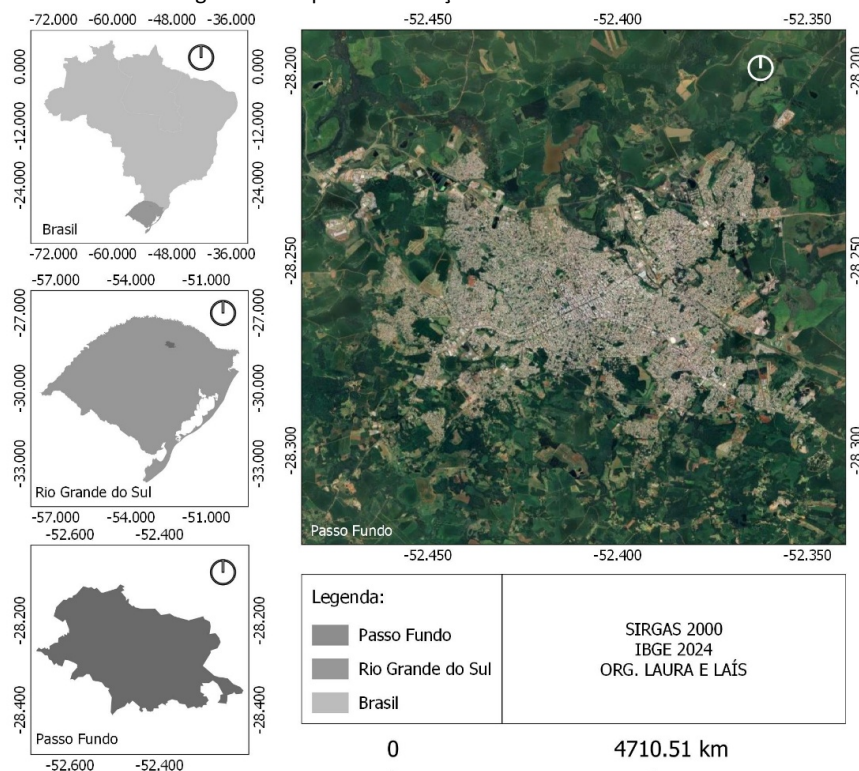 -72.000 -60.000 -48.000 -36.000
0.000 -12.000 -24.000
0.000 -12.000 -24.000
Brasil
-72.000 -60.000 -48.000 -36.000
-57.000 -54.000 -51.000
-27.000 -30.000 -33.000
-27.000 -30.000 -33.000
Rio Grande do Sul
-57.000 -54.000 -51.000
-52.600 -52.400
-28.200 -28.400
-28.200 -28.400
Passo Fundo
-52.600 -52.400
-52.450 -52.400 -52.350
-28.200 -28.250 -28.300
-28.200 -28.250 -28.300
Passo Fundo
-52.450 -52.400 -52.350
Legenda:
Passo Fundo
Rio Grande do Sul
Brasil
SIRGAS 2000
IBGE 2024
ORG. LAURA E LAÍS
0 4710.51 km